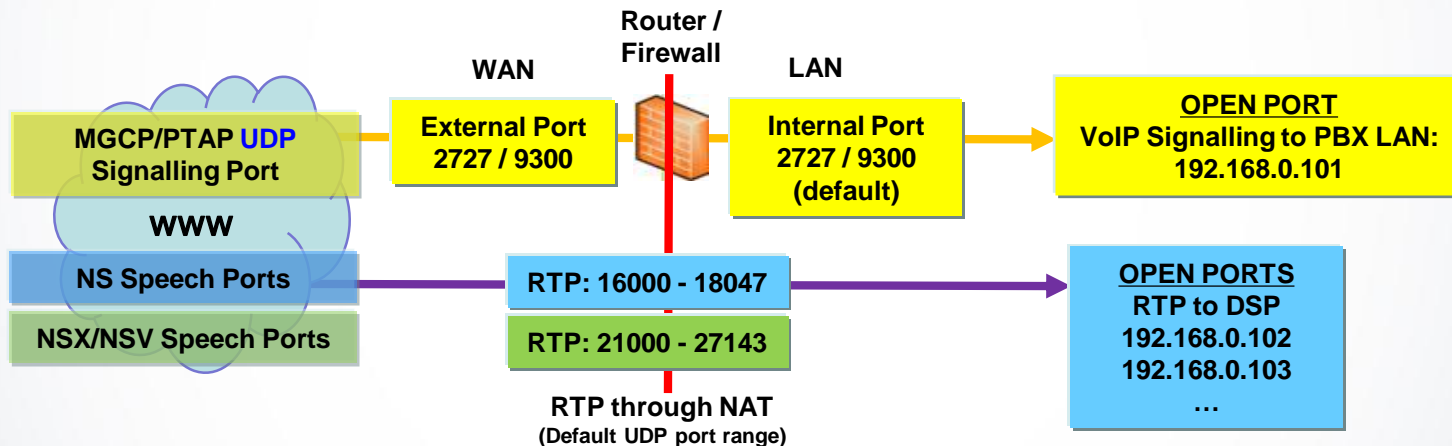 Router /
Firewall
WAN
LAN
MGCP/PTAP UDP
Signalling Port
External Port
2727 / 9300
Internal Port
2727 / 9300
(default)
OPEN PORT
VoIP Signalling to PBX LAN:
192.168.0.101
WWW
NS Speech Ports
RTP: 16000 - 18047
OPEN PORTS
RTP to DSP
192.168.0.102
192.168.0.103
...
NSX/NSV Speech Ports
RTP: 21000 - 27143
RTP through NAT
(Default UDP port range)